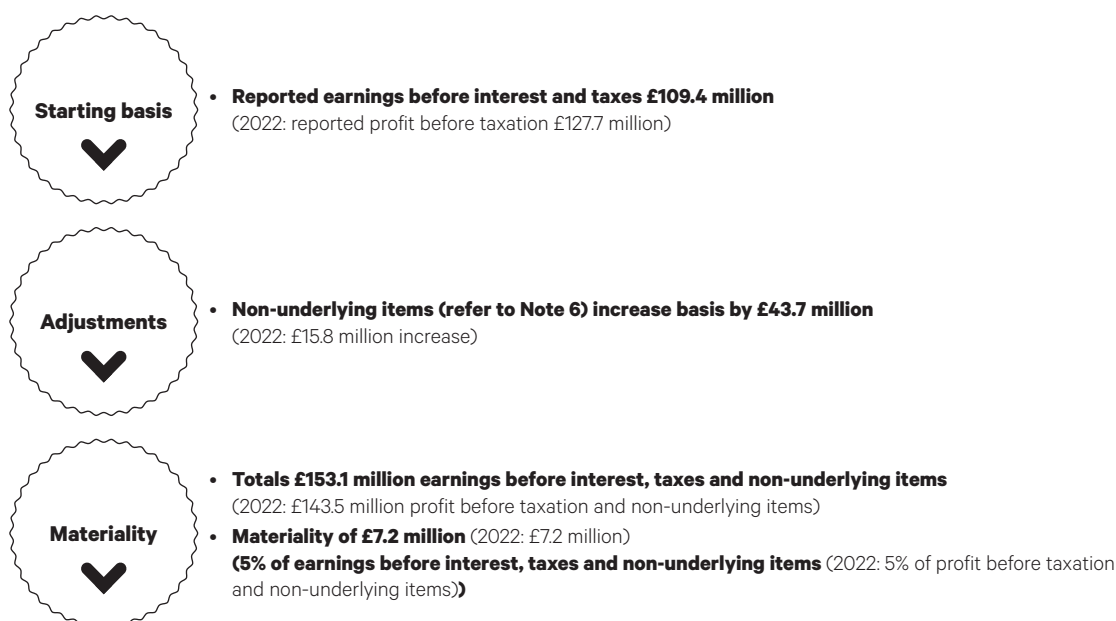 Starting basis
• Reported earnings before interest and taxes £109.4 million
(2022: reported profit before taxation £127.7 million)
Adjustments
• Non-underlying items (refer to Note 6) increase basis by £43.7 million
(2022: £15.8 million increase)
Materiality
• Totals £153.1 million earnings before interest, taxes and non-underlying items
(2022: £143.5 million profit before taxation and non-underlying items)
• Materiality of £7.2 million (2022: £7.2 million)
(5% of earnings before interest, taxes and non-underlying items (2022: 5% of profit before taxation
and non-underlying items))